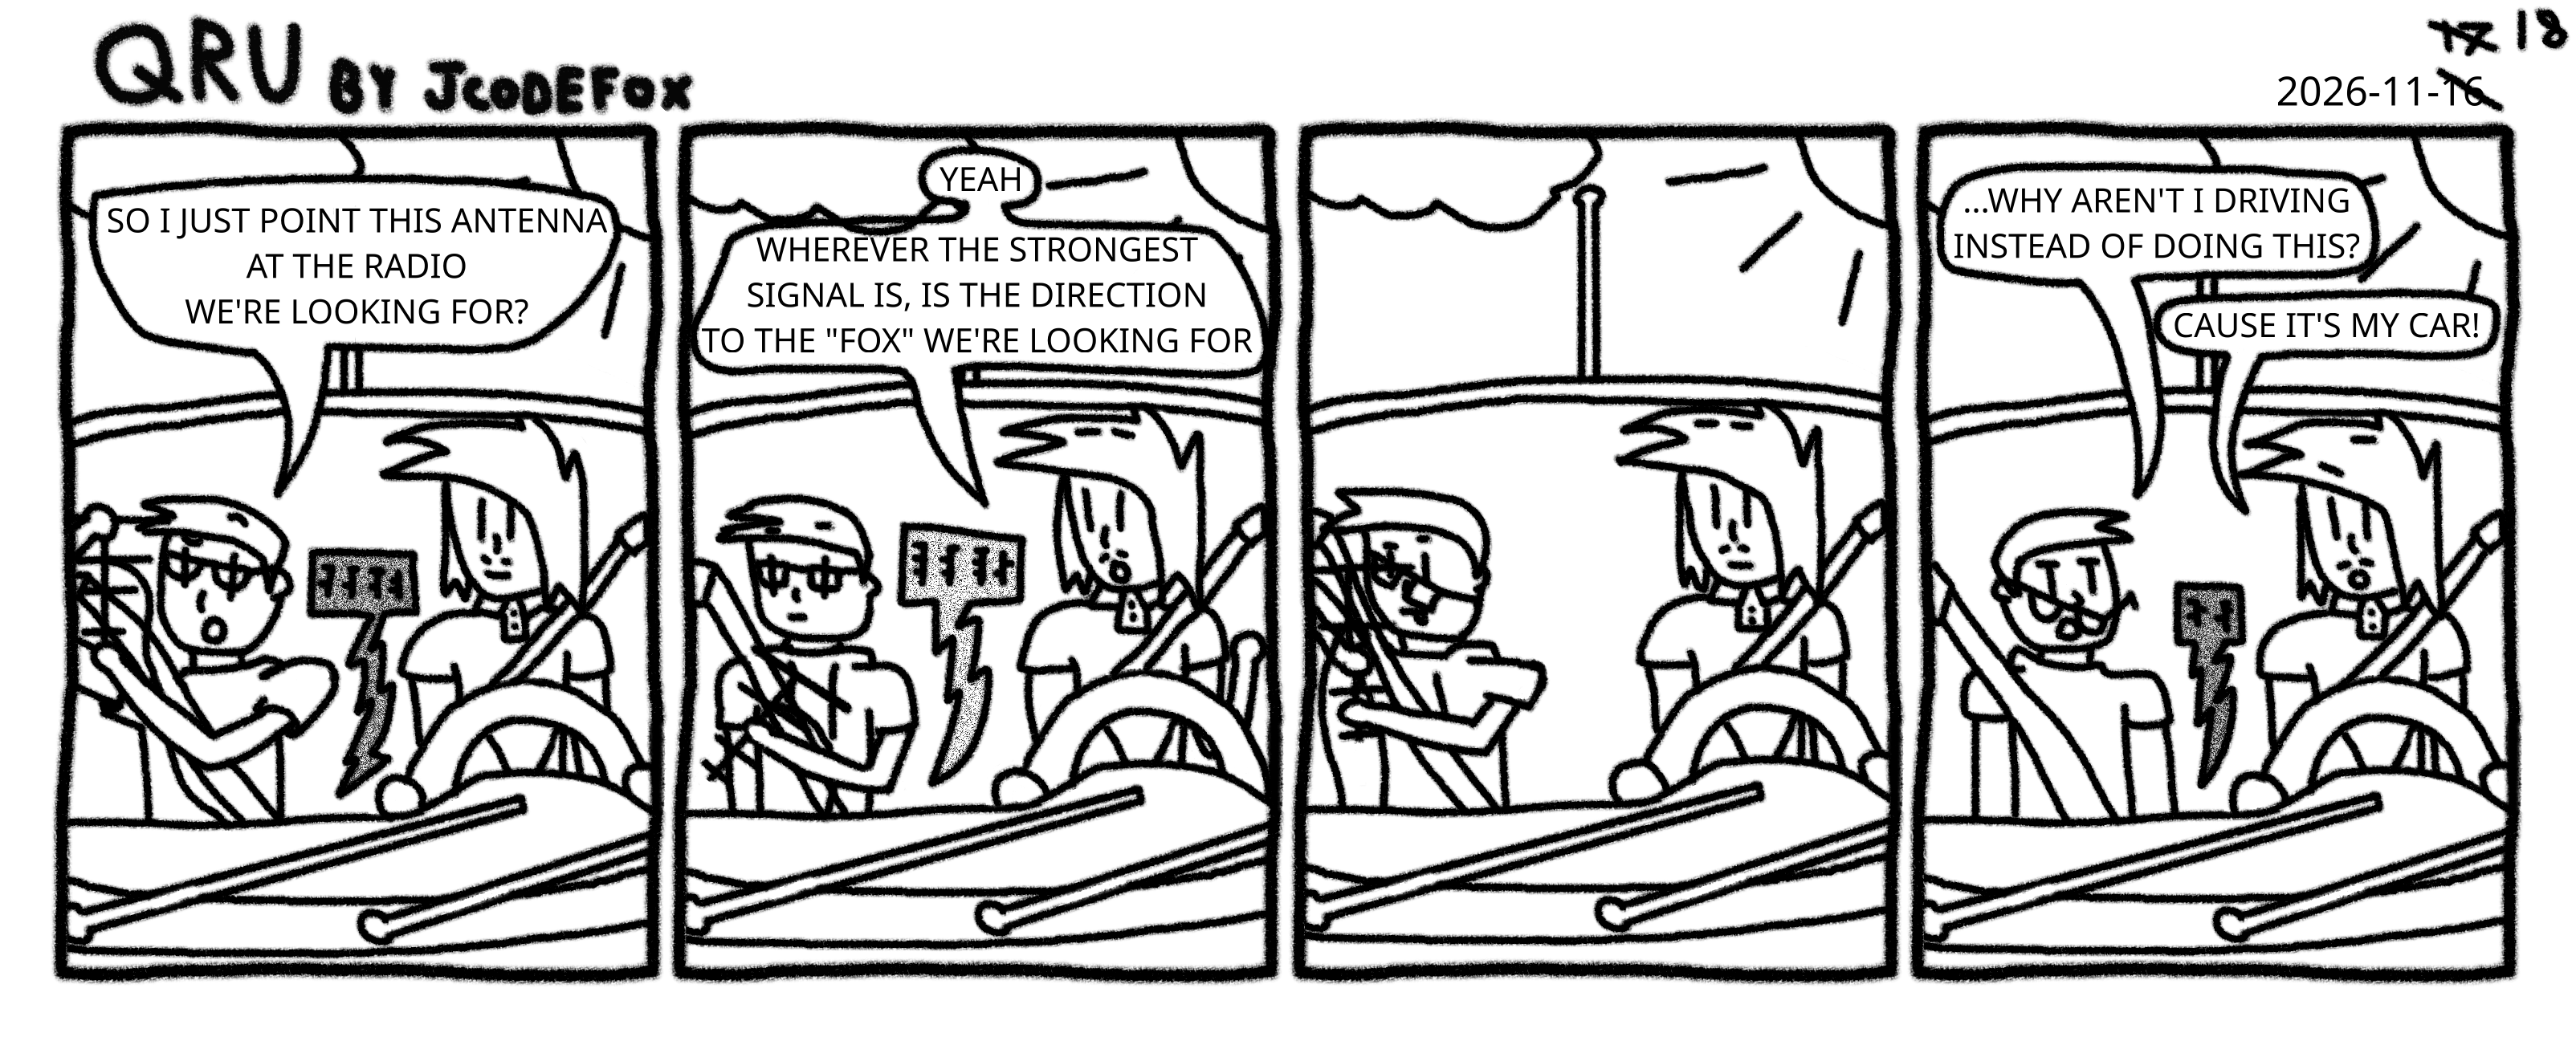 QRU BY JCODEFOX
17 18
2026-11-16
SO I JUST POINT THIS ANTENNA
AT THE RADIO
WE'RE LOOKING FOR?
YEAH
WHEREVER THE STRONGEST
SIGNAL IS, IS THE DIRECTION
TO THE "FOX" WE'RE LOOKING FOR
...WHY AREN'T I DRIVING
INSTEAD OF DOING THIS?
CAUSE IT'S MY CAR!